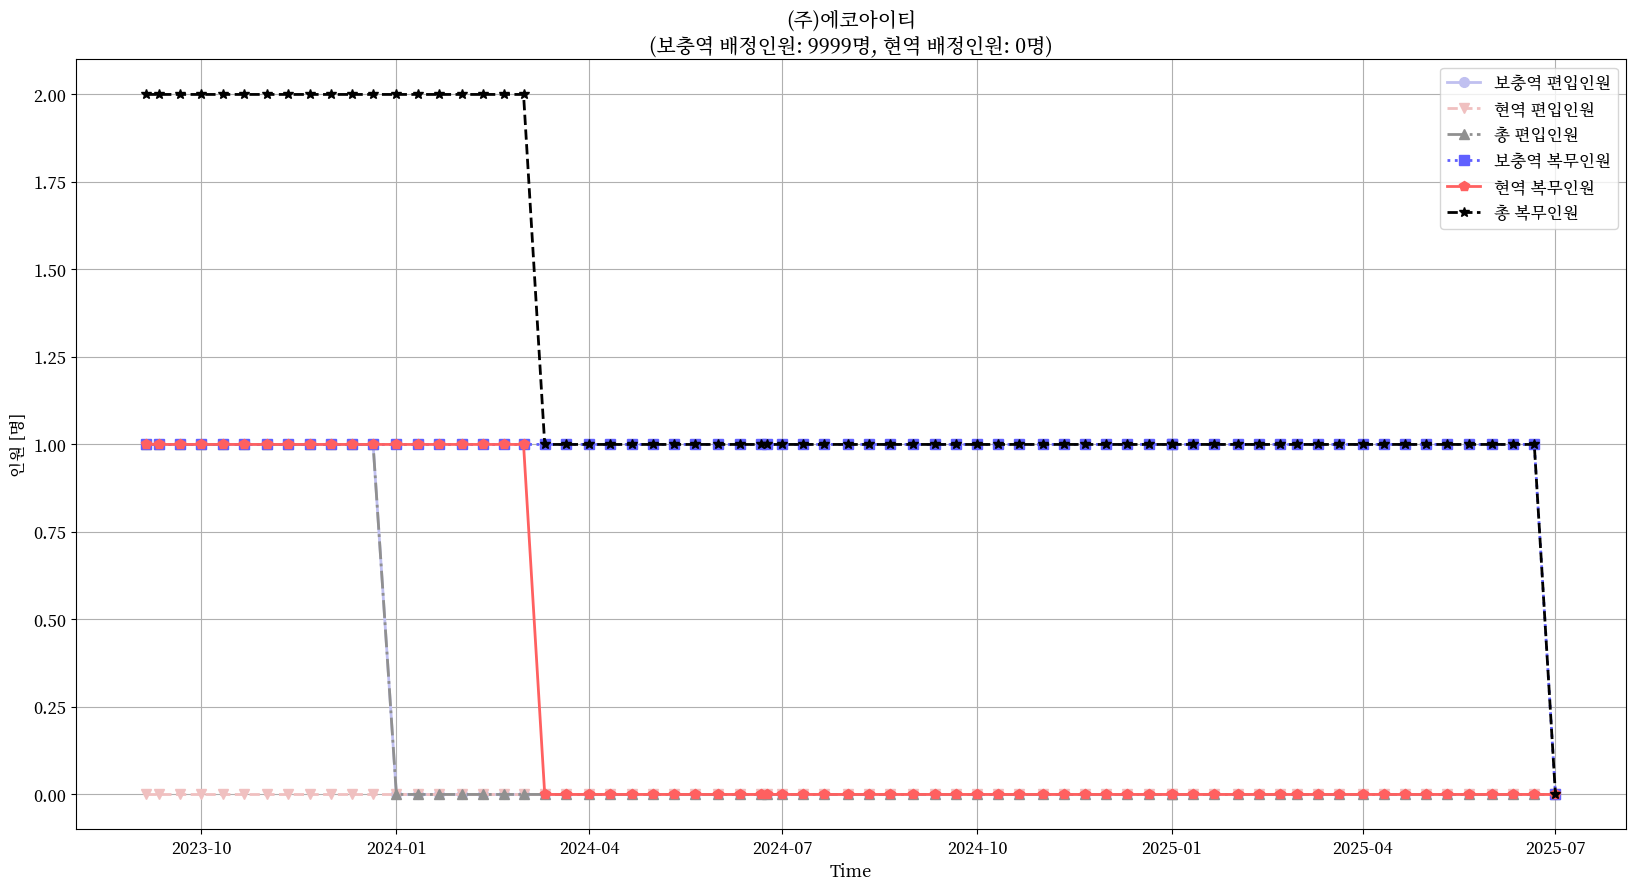 (주)에코아이티
(보충역 배정인원: 9999명, 현역 배정인원: 0명)
보충역 편입인원
현역 편입인원
총 편입인원
보충역 복무인원
현역 복무인원
총 복무인원
인원 [명]
2.00
1.75
1.50
1.25
1.00
0.75
0.50
0.25
0.00
2023-10 2024-01 2024-04 2024-07 2024-10 2025-01 2025-04 2025-07
Time